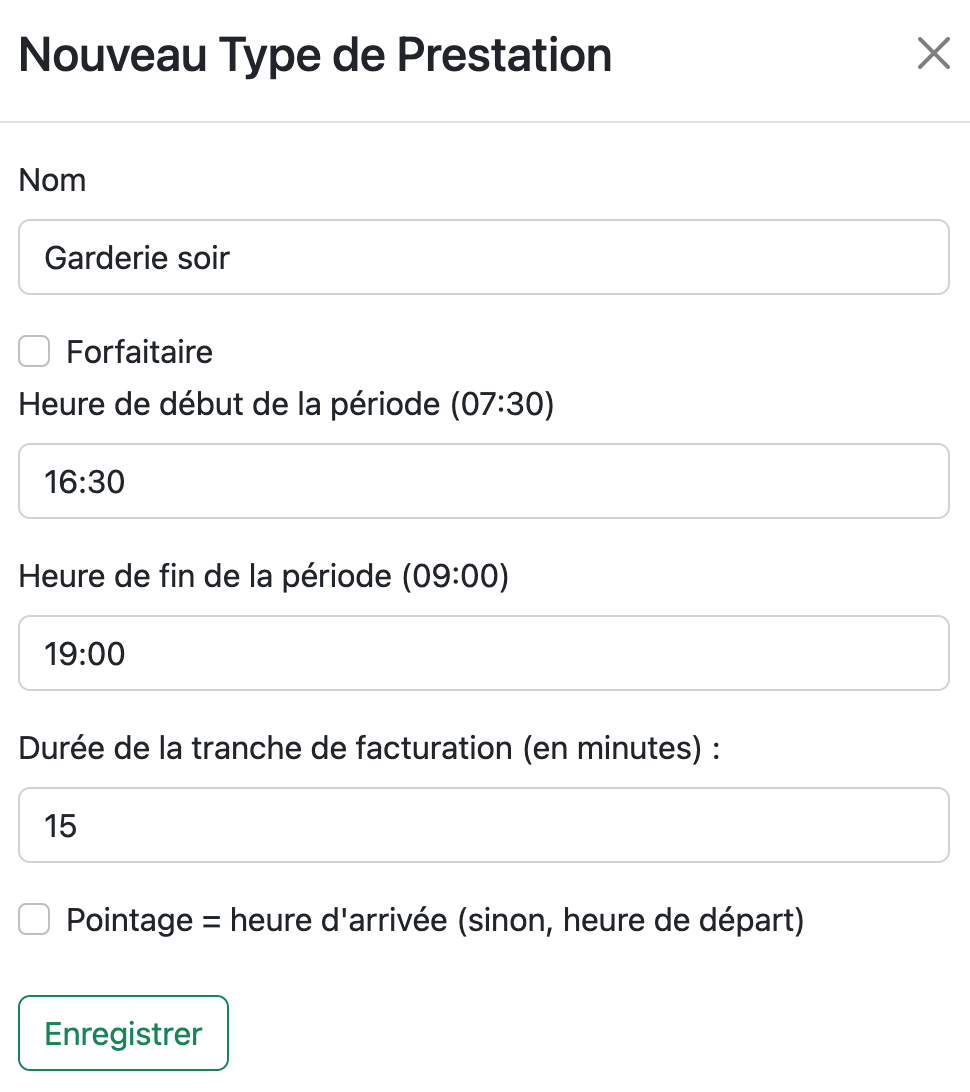 Nouveau Type de Prestation
Nom
Garderie soir
Forfaitaire
Heure de début de la période (07:30)
16:30
Heure de fin de la période (09:00)
19:00
Durée de la tranche de facturation (en minutes) :
15
Pointage = heure d'arrivée (sinon, heure de départ)
Enregistrer